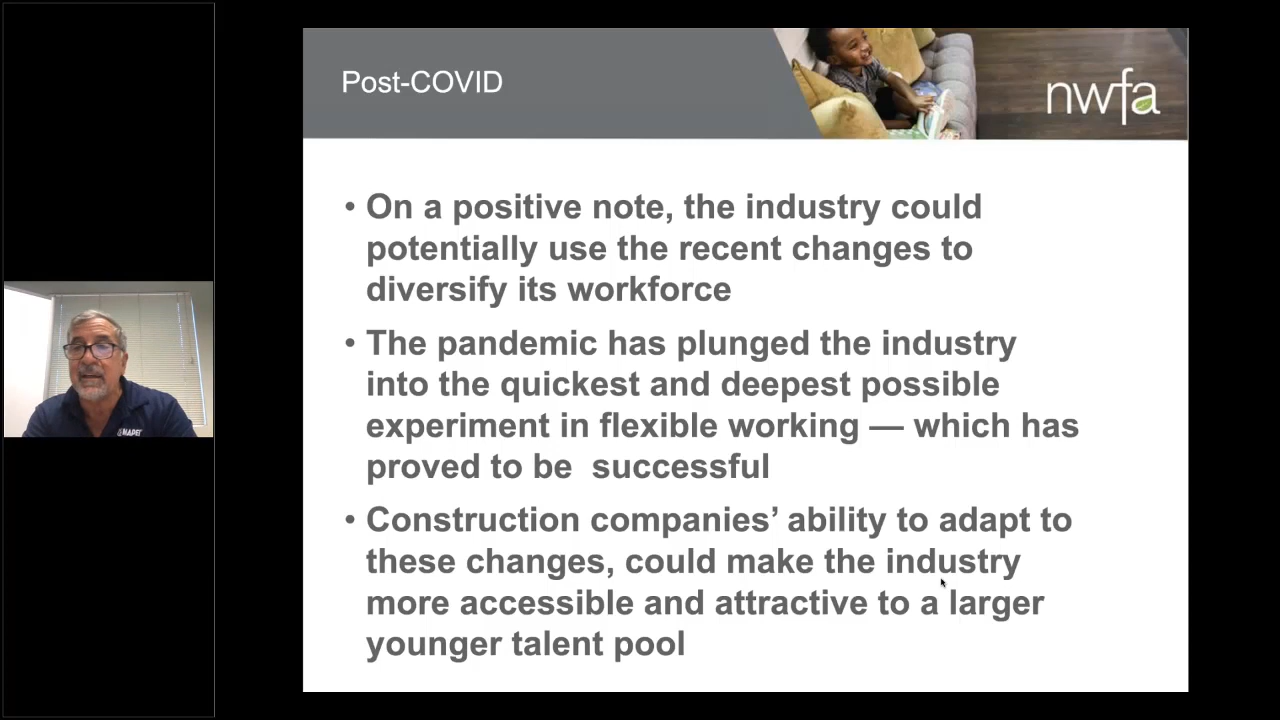 Post-COVID
nwfa
• On a positive note, the industry could
potentially use the recent changes to
diversify its workforce
• The pandemic has plunged the industry
into the quickest and deepest possible
experiment in flexible working — which has
proved to be  successful
• Construction companies’ ability to adapt to
these changes, could make the industry
more accessible and attractive to a larger
younger talent pool
MAPEI